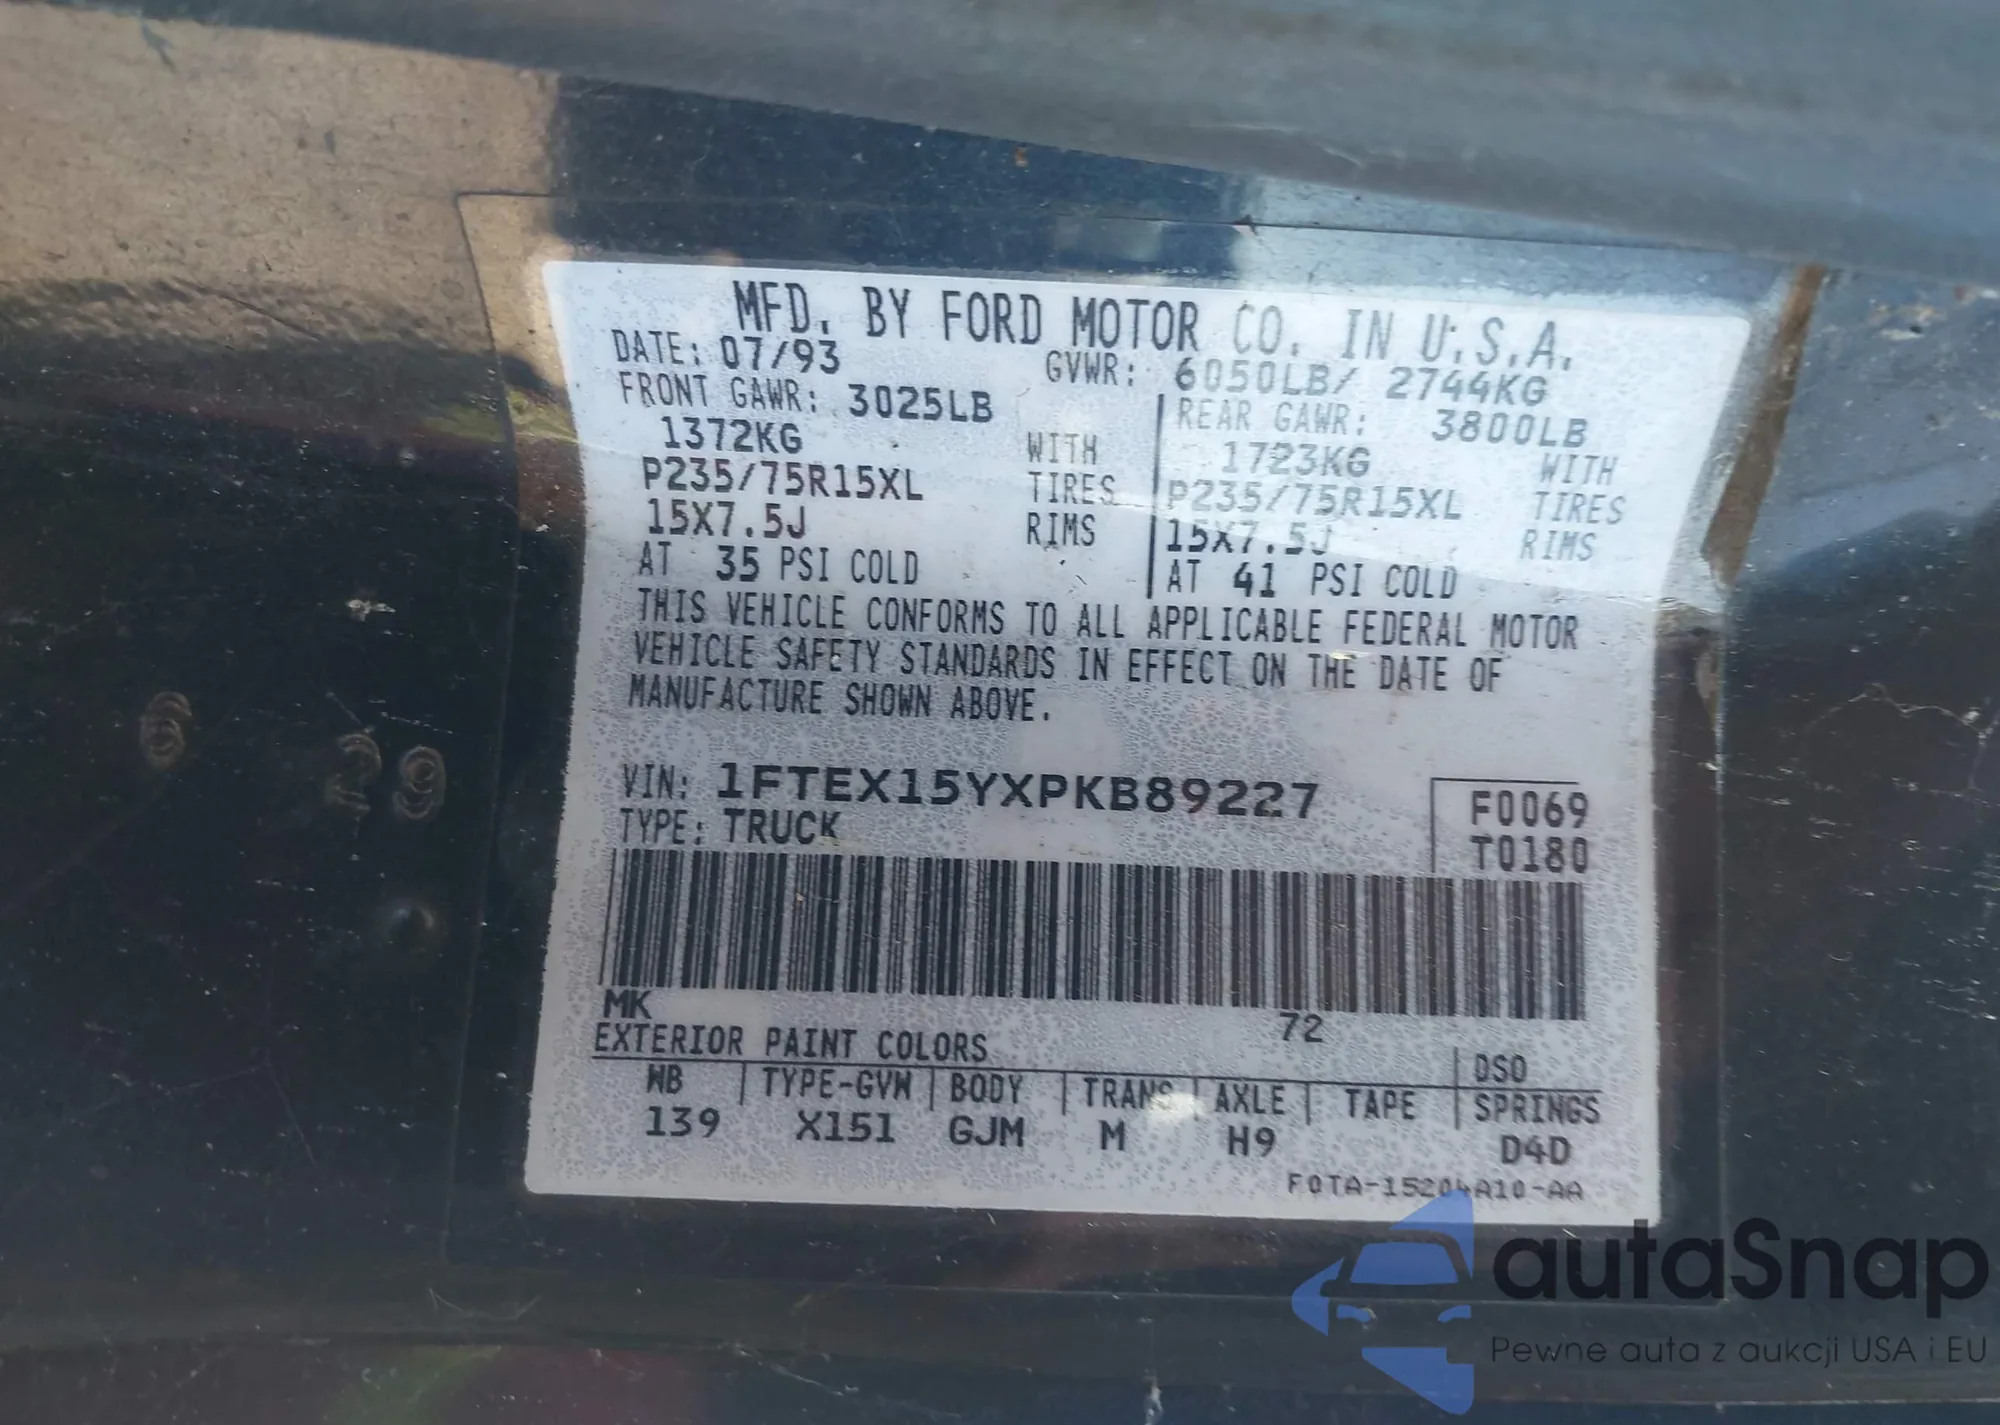 MFD. BY FORD MOTOR CO. IN U.S.A.
DATE: 07/93 GVWR: 6050LB/ 2744KG
FRONT GAWR: 3025LB REAR GAWR: 3800LB
1372KG WITH 1723KG WITH
P235/75R15XL TIRES P235/75R15XL TIRES
15X7.5J RIMS 15X7.5J RIMS
AT 35 PSI COLD AT 41 PSI COLD
THIS VEHICLE CONFORMS TO ALL APPLICABLE FEDERAL MOTOR
VEHICLE SAFETY STANDARDS IN EFFECT ON THE DATE OF
MANUFACTURE SHOWN ABOVE.
VIN: 1FTEX15YXPKB89227 F0069
TYPE: TRUCK T0180
MK 72
EXTERIOR PAINT COLORS DSO
WB TYPE-GVW BODY TRANS AXLE TAPE SPRINGS
139 X151 GJM M H9 D4D
F0TA-15204A10-AA
autaSnap
Pewne auta z aukcji USA i EU